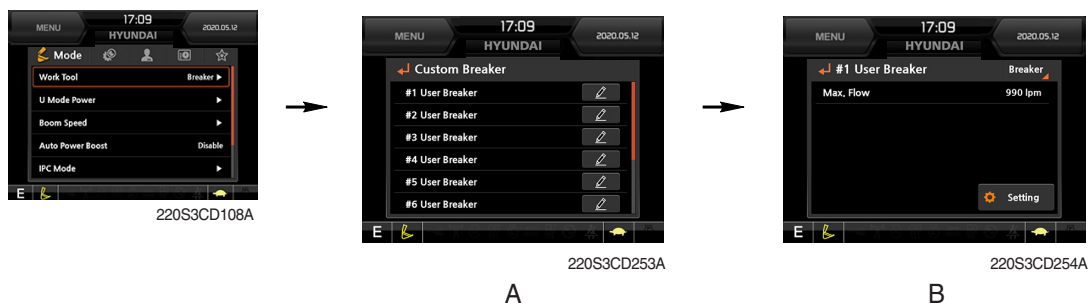 MENU
17:09
2020.05.12
HYUNDAI
Mode
Work Tool Breaker ▶
U Mode Power ▶
Boom Speed ▶
Auto Power Boost Disable
IPC Mode ▶
E
220S3CD108A
MENU
17:09
2020.05.12
HYUNDAI
Custom Breaker
#1 User Breaker
#2 User Breaker
#3 User Breaker
#4 User Breaker
#5 User Breaker
#6 User Breaker
E
220S3CD253A
A
MENU
17:09
2020.05.12
HYUNDAI
#1 User Breaker Breaker
Max, Flow 990 lpm
Setting
E
220S3CD254A
B